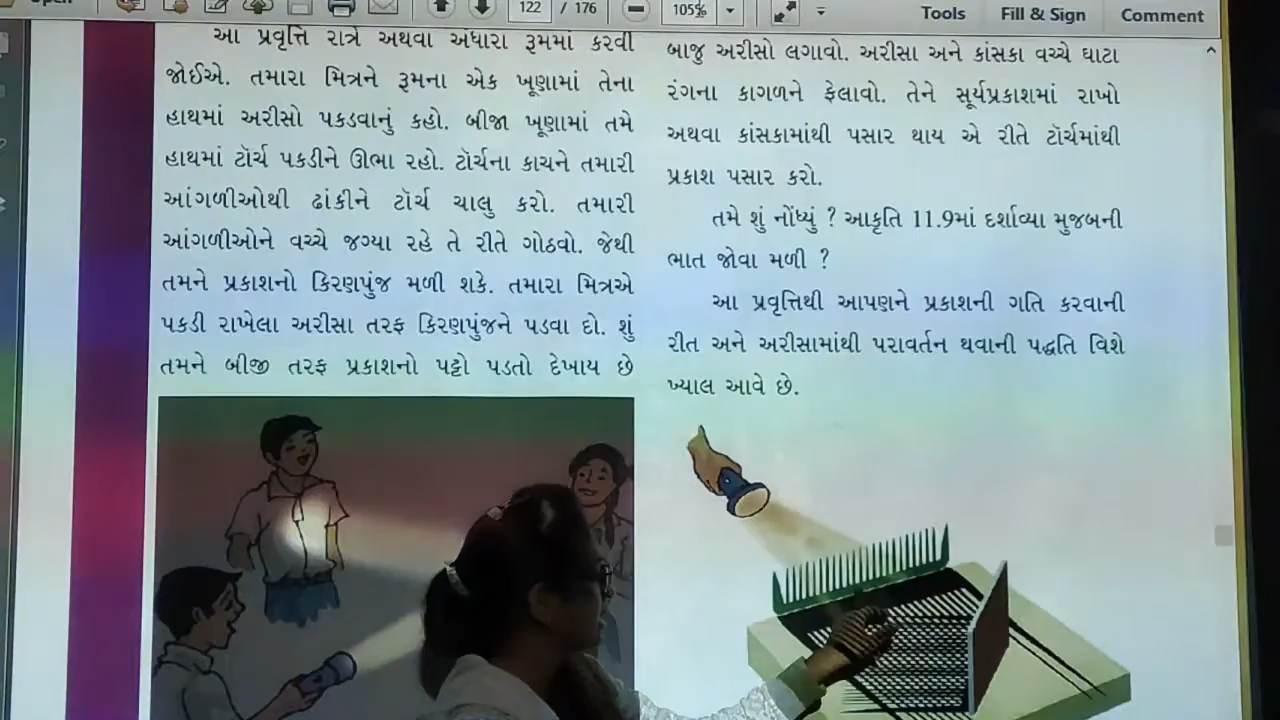 122 / 176
105%
Tools
Fill & Sign
Comment
આ પ્રવૃત્તિ રાત્રે અથવા અંધારા રૂમમાં કરવી
જોઈએ. તમારા મિત્રને રૂમના એક ખૂણામાં તેના
હાથમાં અરીસો પકડવાનું કહો. બીજા ખૂણામાં તમે
હાથમાં ટૉર્ચ પકડીને ઊભા રહો. ટૉર્ચના કાચને તમારી
આંગળીઓથી ઢાંકીને ટૉર્ચ ચાલુ કરો. તમારી
આંગળીઓને વચ્ચે જગ્યા રહે તે રીતે ગોઠવો. જેથી
તમને પ્રકાશનો કિરણપુંજ મળી શકે. તમારા મિત્રએ
પકડી રાખેલા અરીસા તરફ કિરણપુંજને પડવા દો. શું
તમને બીજી તરફ પ્રકાશનો પટ્ટો પડતો દેખાય છે
બાજુ અરીસો લગાવો. અરીસા અને કાંસકા વચ્ચે ઘાટા
રંગના કાગળને ફેલાવો. તેને સૂર્યપ્રકાશમાં રાખો
અથવા કાંસકામાંથી પસાર થાય એ રીતે ટૉર્ચમાંથી
પ્રકાશ પસાર કરો.
તમે શું નોંધ્યું ? આકૃતિ 11.9માં દર્શાવ્યા મુજબની
ભાત જોવા મળી ?
આ પ્રવૃત્તિથી આપણને પ્રકાશની ગતિ કરવાની
રીત અને અરીસામાંથી પરાવર્તન થવાની પદ્ધતિ વિશે
ખ્યાલ આવે છે.